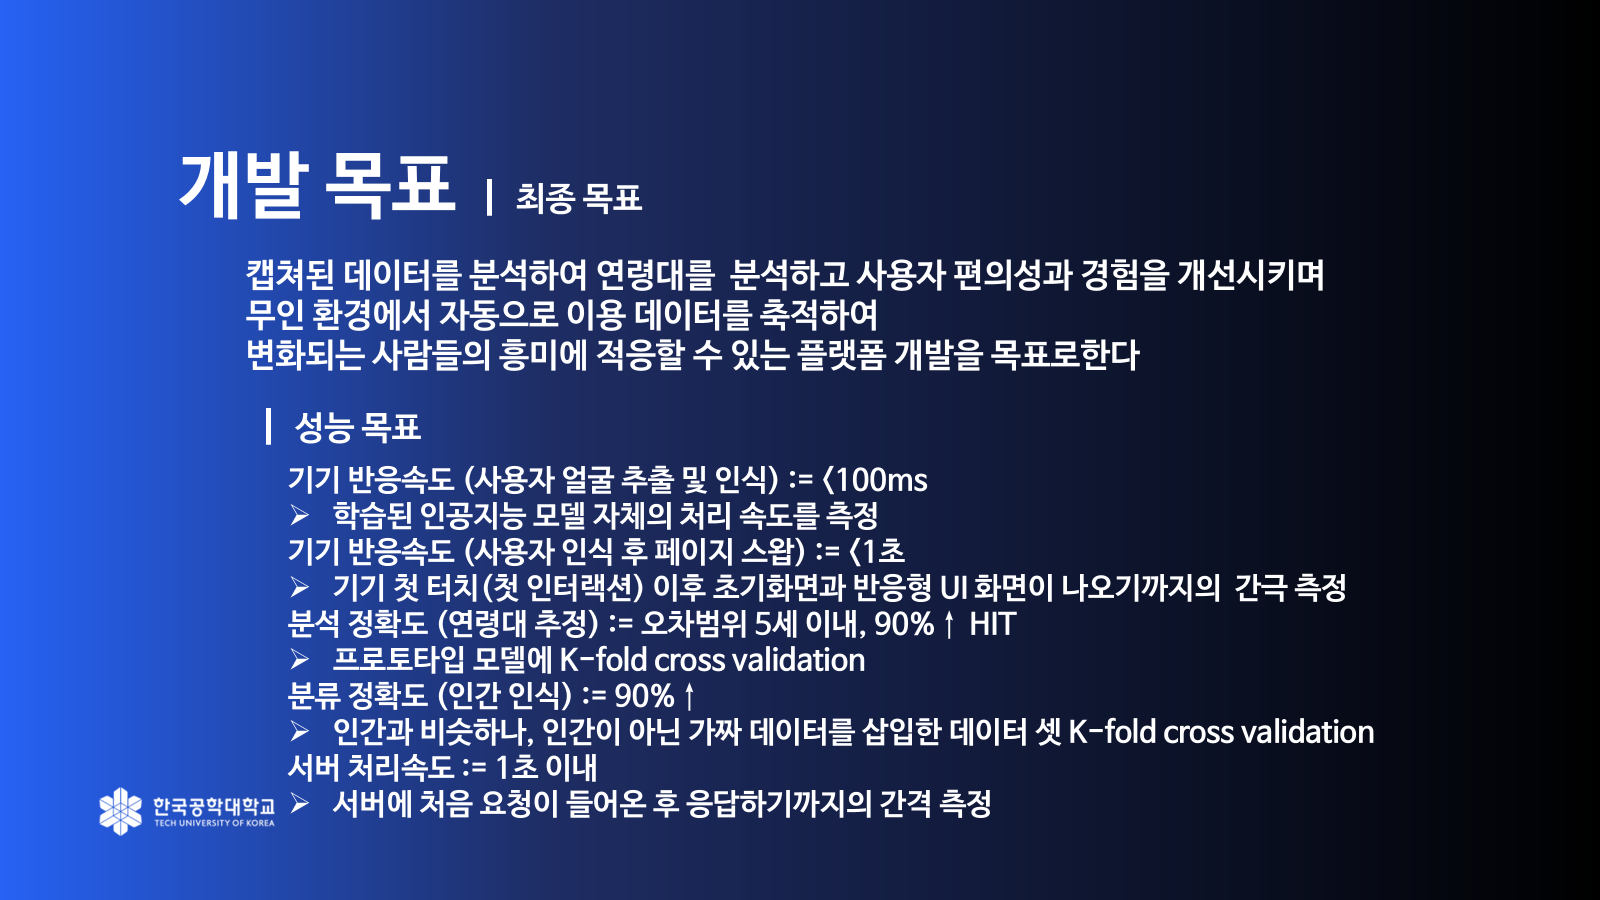 개발 목표 | 최종 목표
캡쳐된 데이터를 분석하여 연령대를 분석하고 사용자 편의성과 경험을 개선시키며
무인 환경에서 자동으로 이용 데이터를 축적하여
변화되는 사람들의 흥미에 적응할 수 있는 플랫폼 개발을 목표로한다
| 성능 목표
기기 반응속도 (사용자 얼굴 추출 및 인식) := <100ms
➢ 학습된 인공지능 모델 자체의 처리 속도를 측정
기기 반응속도 (사용자 인식 후 페이지 스왑) := <1초
➢ 기기 첫 터치(첫 인터랙션) 이후 초기화면과 반응형 UI 화면이 나오기까지의 간극 측정
분석 정확도 (연령대 추정) := 오차범위 5세 이내, 90%↑ HIT
➢ 프로토타입 모델에 K-fold cross validation
분류 정확도 (인간 인식) := 90%↑
➢ 인간과 비슷하나, 인간이 아닌 가짜 데이터를 삽입한 데이터 셋 K-fold cross validation
서버 처리속도 := 1초 이내
➢ 서버에 처음 요청이 들어온 후 응답하기까지의 간격 측정
한국공학대학교
TECH UNIVERSITY OF KOREA